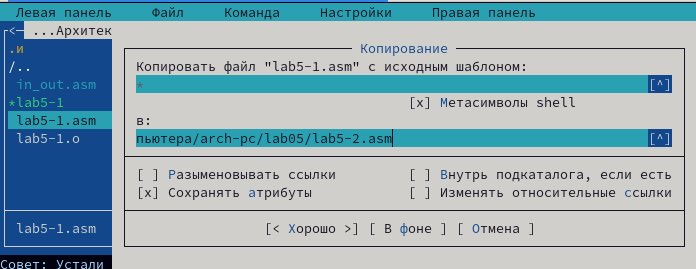 Левая панель Файл Команда Настройки Правая панель
<— ...Архитек
.и
/..
in_out.asm
*lab5-1
lab5-1.asm
lab5-1.o
lab5-1.asm
Совет: Устали
Копирование
Копировать файл "lab5-1.asm" с исходным шаблоном:
* [^]
[x] Метасимволы shell
в:
пьютера/arch-pc/lab05/lab5-2.asm [^]
[ ] Разыменовывать ссылки [ ] Внутрь подкаталога, если есть
[x] Сохранять атрибуты [ ] Изменять относительные ссылки
[< Хорошо >] [ В фоне ] [ Отмена ]